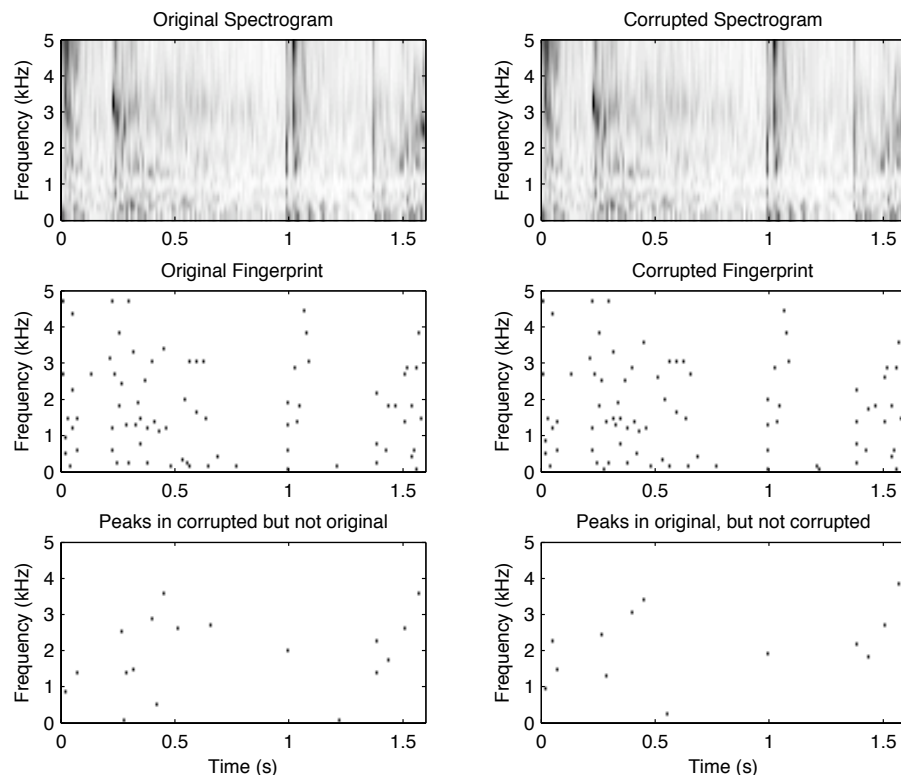 Original Spectrogram
Frequency (kHz)
5
4
3
2
1
0
0 0.5 1 1.5
Corrupted Spectrogram
Frequency (kHz)
5
4
3
2
1
0
0 0.5 1 1.5
Original Fingerprint
Frequency (kHz)
5
4
3
2
1
0
0 0.5 1 1.5
Corrupted Fingerprint
Frequency (kHz)
5
4
3
2
1
0
0 0.5 1 1.5
Peaks in corrupted but not original
Frequency (kHz)
5
4
3
2
1
0
0 0.5 1 1.5
Time (s)
Peaks in original, but not corrupted
Frequency (kHz)
5
4
3
2
1
0
0 0.5 1 1.5
Time (s)